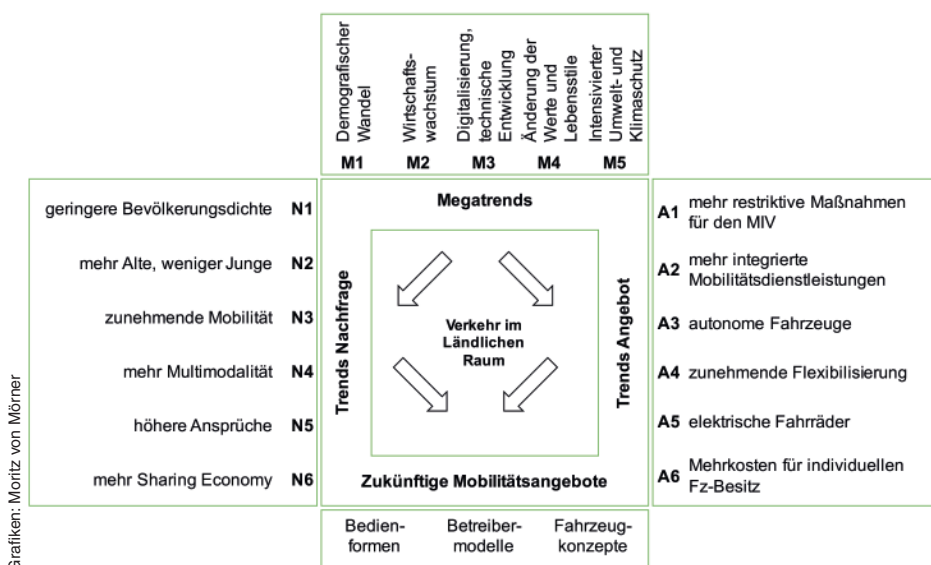 Demografischer
Wandel
M1
Wirtschafts-
wachstum
M2
Digitalisierung,
technische
Entwicklung
M3
Änderung der
Werte und
Lebensstile
M4
Intensivierter
Umwelt- und
Klimaschutz
M5
Megatrends
geringere Bevölkerungsdichte N1
mehr Alte, weniger Junge N2
zunehmende Mobilität N3
mehr Multimodalität N4
höhere Ansprüche N5
mehr Sharing Economy N6
Trends Nachfrage
Verkehr im
Ländlichen
Raum
Trends Angebot
A1 mehr restriktive Maßnahmen
für den MIV
A2 mehr integrierte
Mobilitätsdienstleistungen
A3 autonome Fahrzeuge
A4 zunehmende Flexibilisierung
A5 elektrische Fahrräder
A6 Mehrkosten für individuellen
Fz-Besitz
Zukünftige Mobilitätsangebote
Bedien-
formen
Betreiber-
modelle
Fahrzeug-
konzepte
Grafiken: Moritz von Mörner